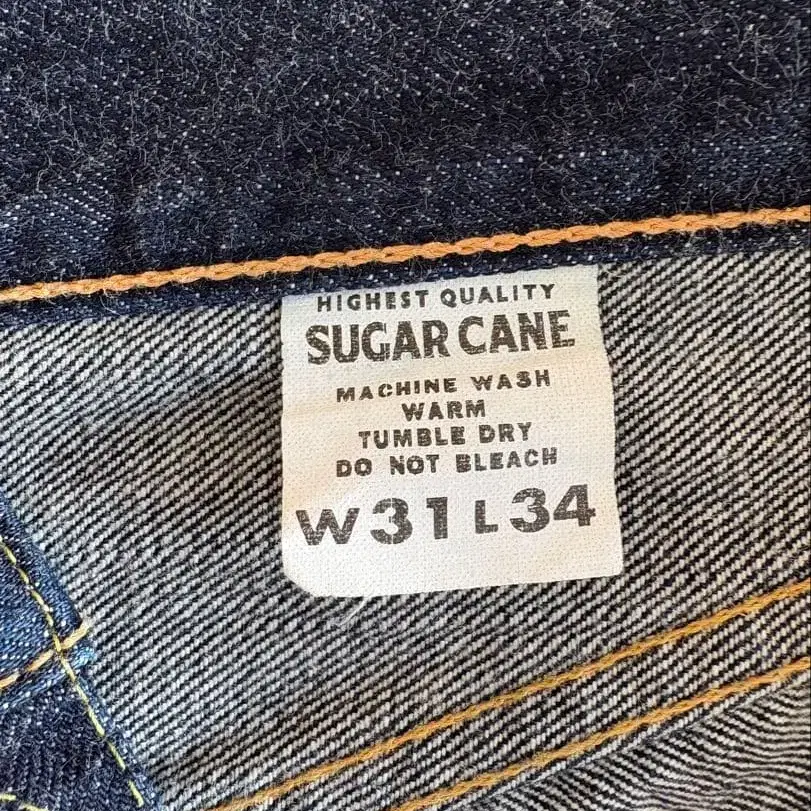 HIGHEST QUALITY
SUGAR CANE
MACHINE WASH
WARM
TUMBLE DRY
DO NOT BLEACH
W31 L34